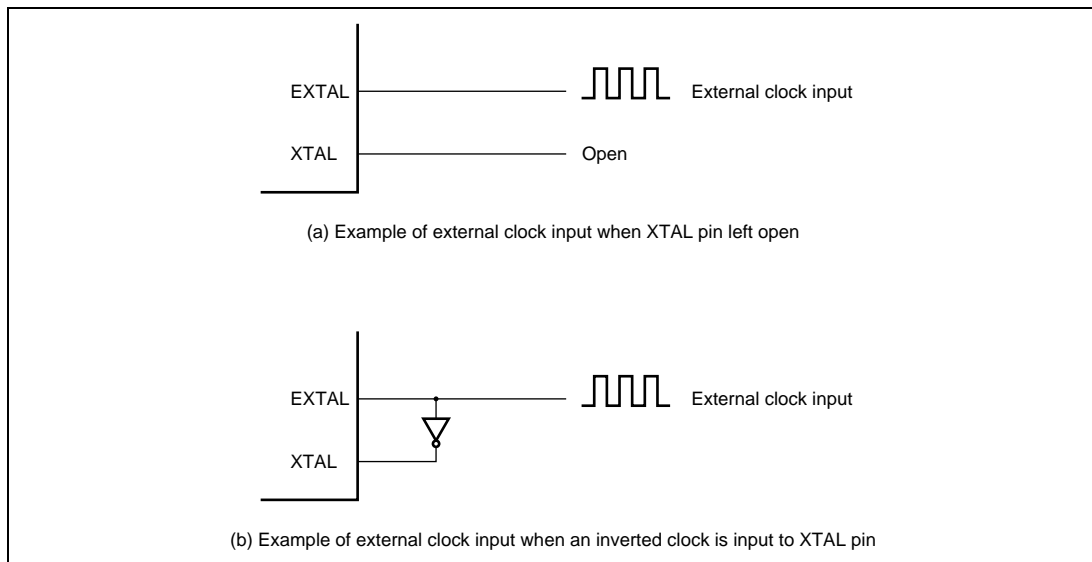 EXTAL
External clock input
XTAL
Open
(a) Example of external clock input when XTAL pin left open
EXTAL
External clock input
XTAL
(b) Example of external clock input when an inverted clock is input to XTAL pin